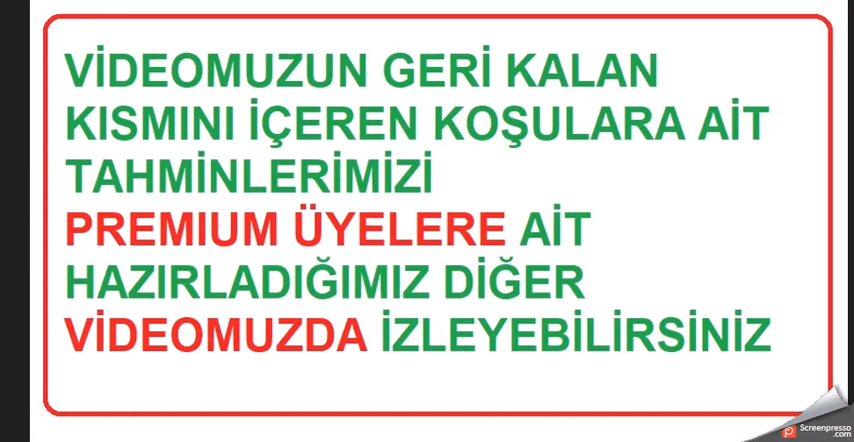 VİDEOMUZUN GERİ KALAN
KISMINI İÇEREN KOŞULARA AİT
TAHMİNLERİMİZİ
PREMIUM ÜYELERE AİT
HAZIRLADIĞIMIZ DİĞER
VİDEOMUZDA İZLEYEBİLİRSİNİZ
Screenpresso
.com